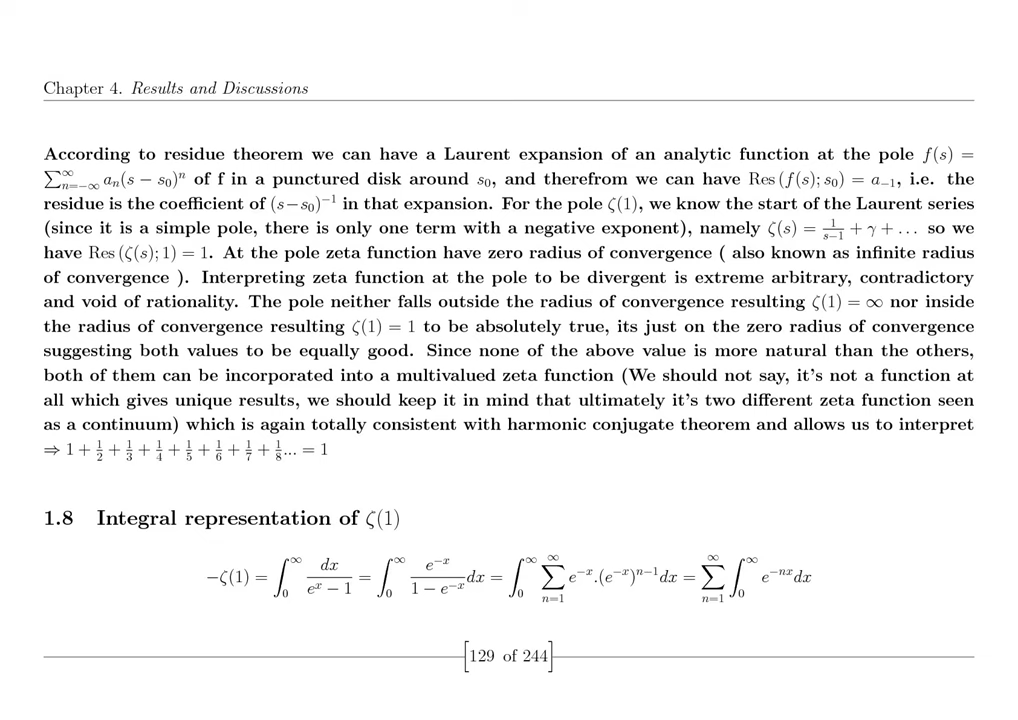 Chapter 4. Results and Discussions
According to residue theorem we can have a Laurent expansion of an analytic function at the pole f(s) =
∑_{n=−∞}^{∞} a_n(s − s_0)^n of f in a punctured disk around s_0, and therefrom we can have Res (f(s); s_0) = a_{−1}, i.e. the
residue is the coefficient of (s−s_0)^{−1} in that expansion. For the pole ζ(1), we know the start of the Laurent series
(since it is a simple pole, there is only one term with a negative exponent), namely ζ(s) = 1/(s−1) + γ + . . . so we
have Res (ζ(s); 1) = 1. At the pole zeta function have zero radius of convergence ( also known as infinite radius
of convergence ). Interpreting zeta function at the pole to be divergent is extreme arbitrary, contradictory
and void of rationality. The pole neither falls outside the radius of convergence resulting ζ(1) = ∞ nor inside
the radius of convergence resulting ζ(1) = 1 to be absolutely true, its just on the zero radius of convergence
suggesting both values to be equally good. Since none of the above value is more natural than the others,
both of them can be incorporated into a multivalued zeta function (We should not say, it's not a function at
all which gives unique results, we should keep it in mind that ultimately it's two different zeta function seen
as a continuum) which is again totally consistent with harmonic conjugate theorem and allows us to interpret
⇒ 1 + 1/2 + 1/3 + 1/4 + 1/5 + 1/6 + 1/7 + 1/8... = 1
1.8 Integral representation of ζ(1)
−ζ(1) = ∫_0^∞ dx/(e^x − 1) = ∫_0^∞ e^{−x}/(1 − e^{−x}) dx = ∫_0^∞ ∑_{n=1}^∞ e^{−x}.(e^{−x})^{n−1}dx = ∑_{n=1}^∞ ∫_0^∞ e^{−nx}dx
[129 of 244]